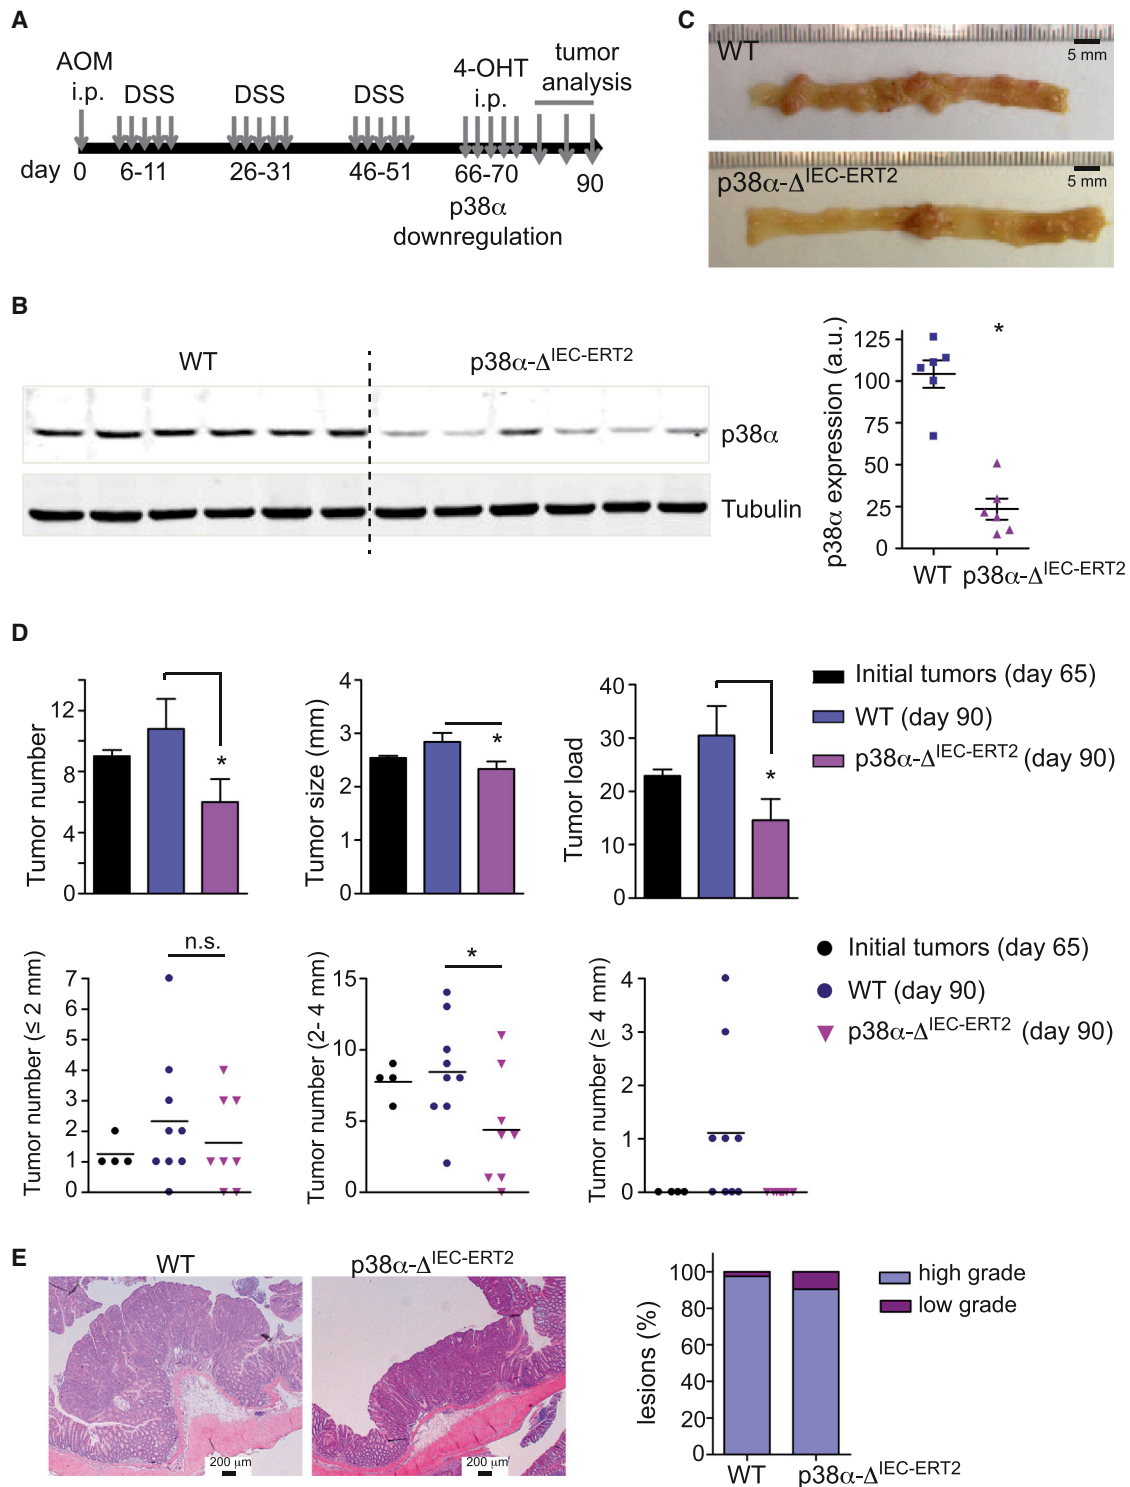 A
AOM
i.p.
DSS
DSS
DSS
4-OHT
i.p.
tumor
analysis
day 0 6-11 26-31 46-51 66-70 90
p38α
downregulation
C
WT
5 mm
p38α-Δ^IEC-ERT2
5 mm
B
WT
p38α-Δ^IEC-ERT2
p38α
Tubulin
p38α expression (a.u.)
125
100
75
50
25
0
*
WT p38α-Δ^IEC-ERT2
D
Tumor number
12
8
4
0
*
Tumor size (mm)
4
3
2
1
0
*
Tumor load
40
30
20
10
0
*
Initial tumors (day 65)
WT (day 90)
p38α-Δ^IEC-ERT2 (day 90)
Tumor number (≤ 2 mm)
7
6
5
4
3
2
1
0
n.s.
Tumor number (2- 4 mm)
15
10
5
0
*
Tumor number (≥ 4 mm)
4
3
2
1
0
Initial tumors (day 65)
WT (day 90)
p38α-Δ^IEC-ERT2 (day 90)
E
WT
200 µm
p38α-Δ^IEC-ERT2
200 µm
lesions (%)
100
80
60
40
20
0
WT p38α-Δ^IEC-ERT2
high grade
low grade